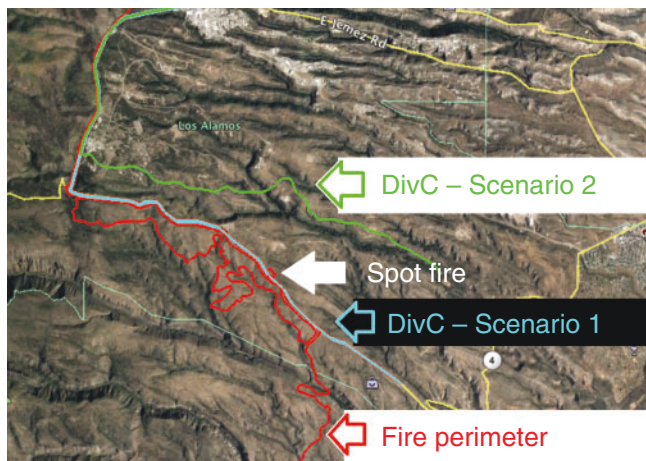 E Jemez Rd
Los Alamos
DivC – Scenario 2
Spot fire
DivC – Scenario 1
4
Fire perimeter